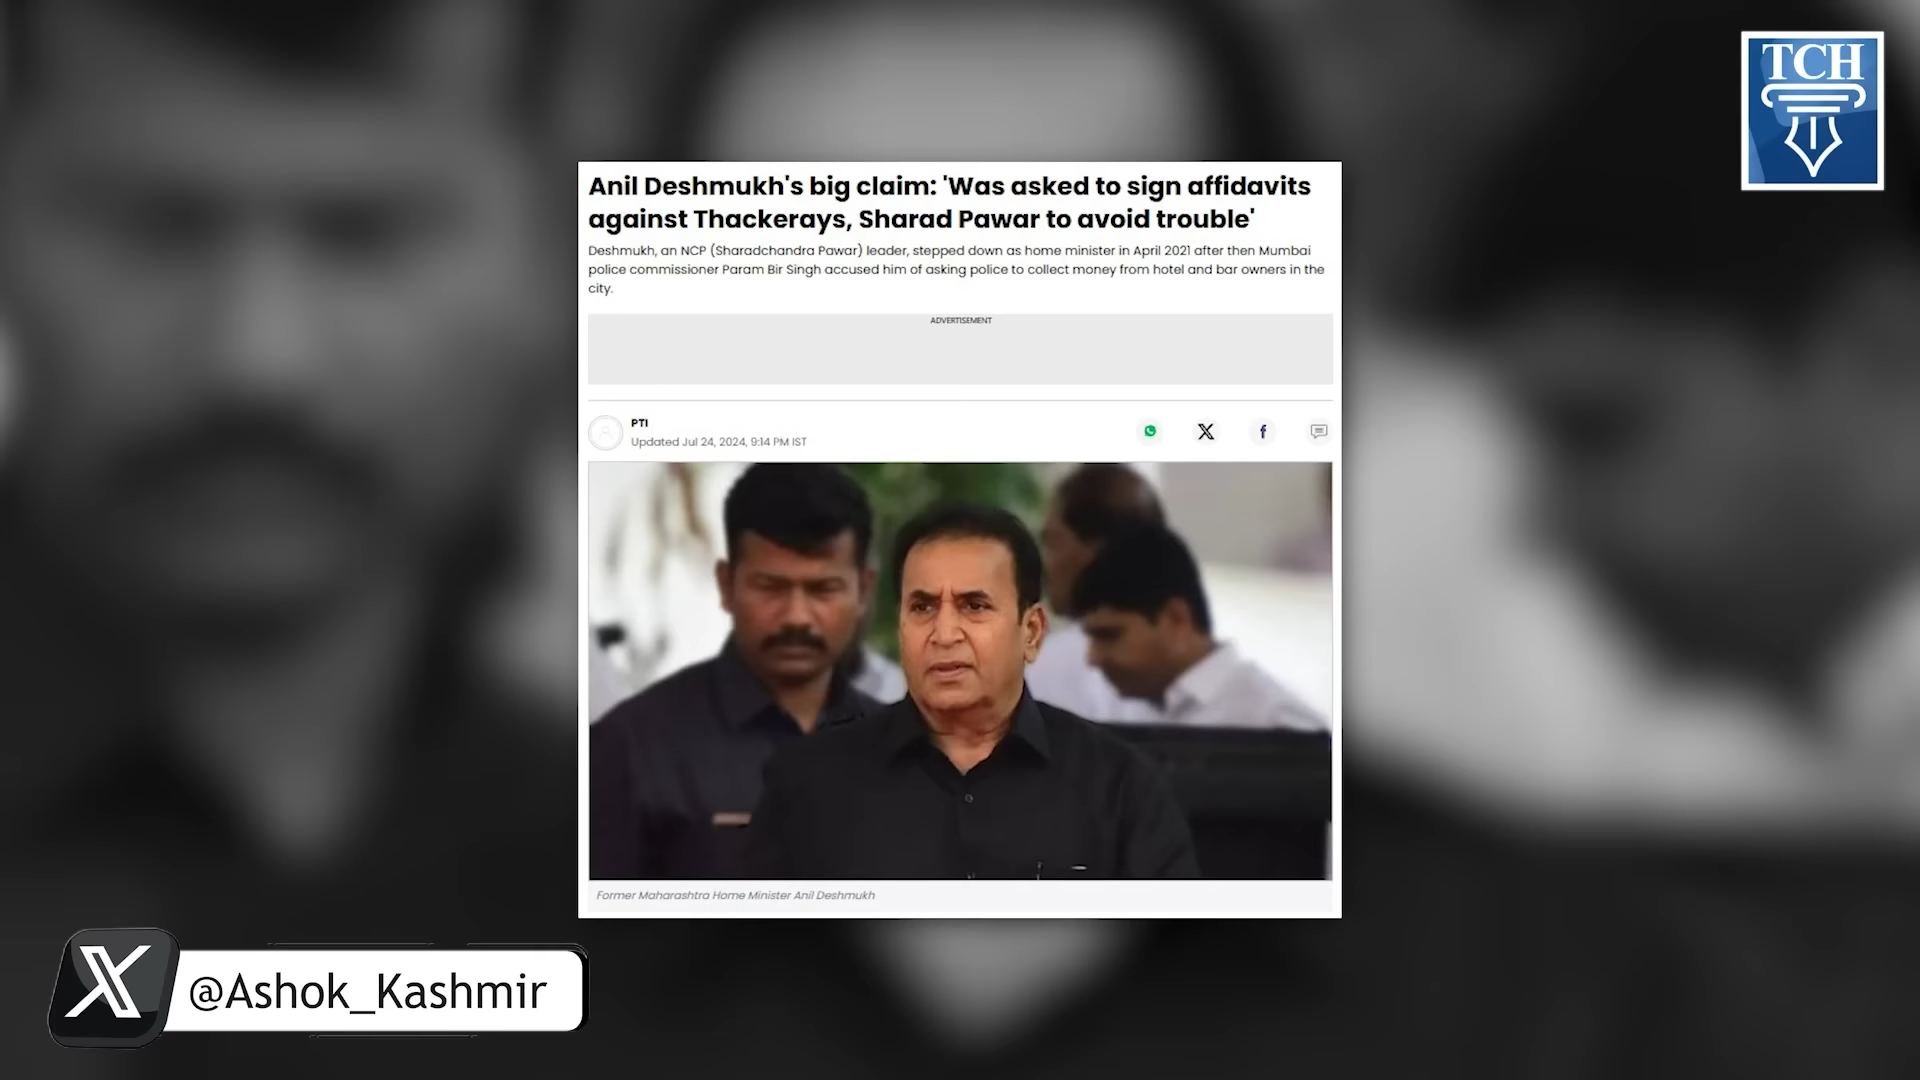 TCH
Anil Deshmukh's big claim: 'Was asked to sign affidavits
against Thackerays, Sharad Pawar to avoid trouble'
Deshmukh, an NCP (Sharadchandra Pawar) leader, stepped down as home minister in April 2021 after then Mumbai
police commissioner Param Bir Singh accused him of asking police to collect money from hotel and bar owners in the
city.
ADVERTISEMENT
PTI
Updated Jul 24, 2024, 9:14 PM IST
Former Maharashtra Home Minister Anil Deshmukh
@Ashok_Kashmir